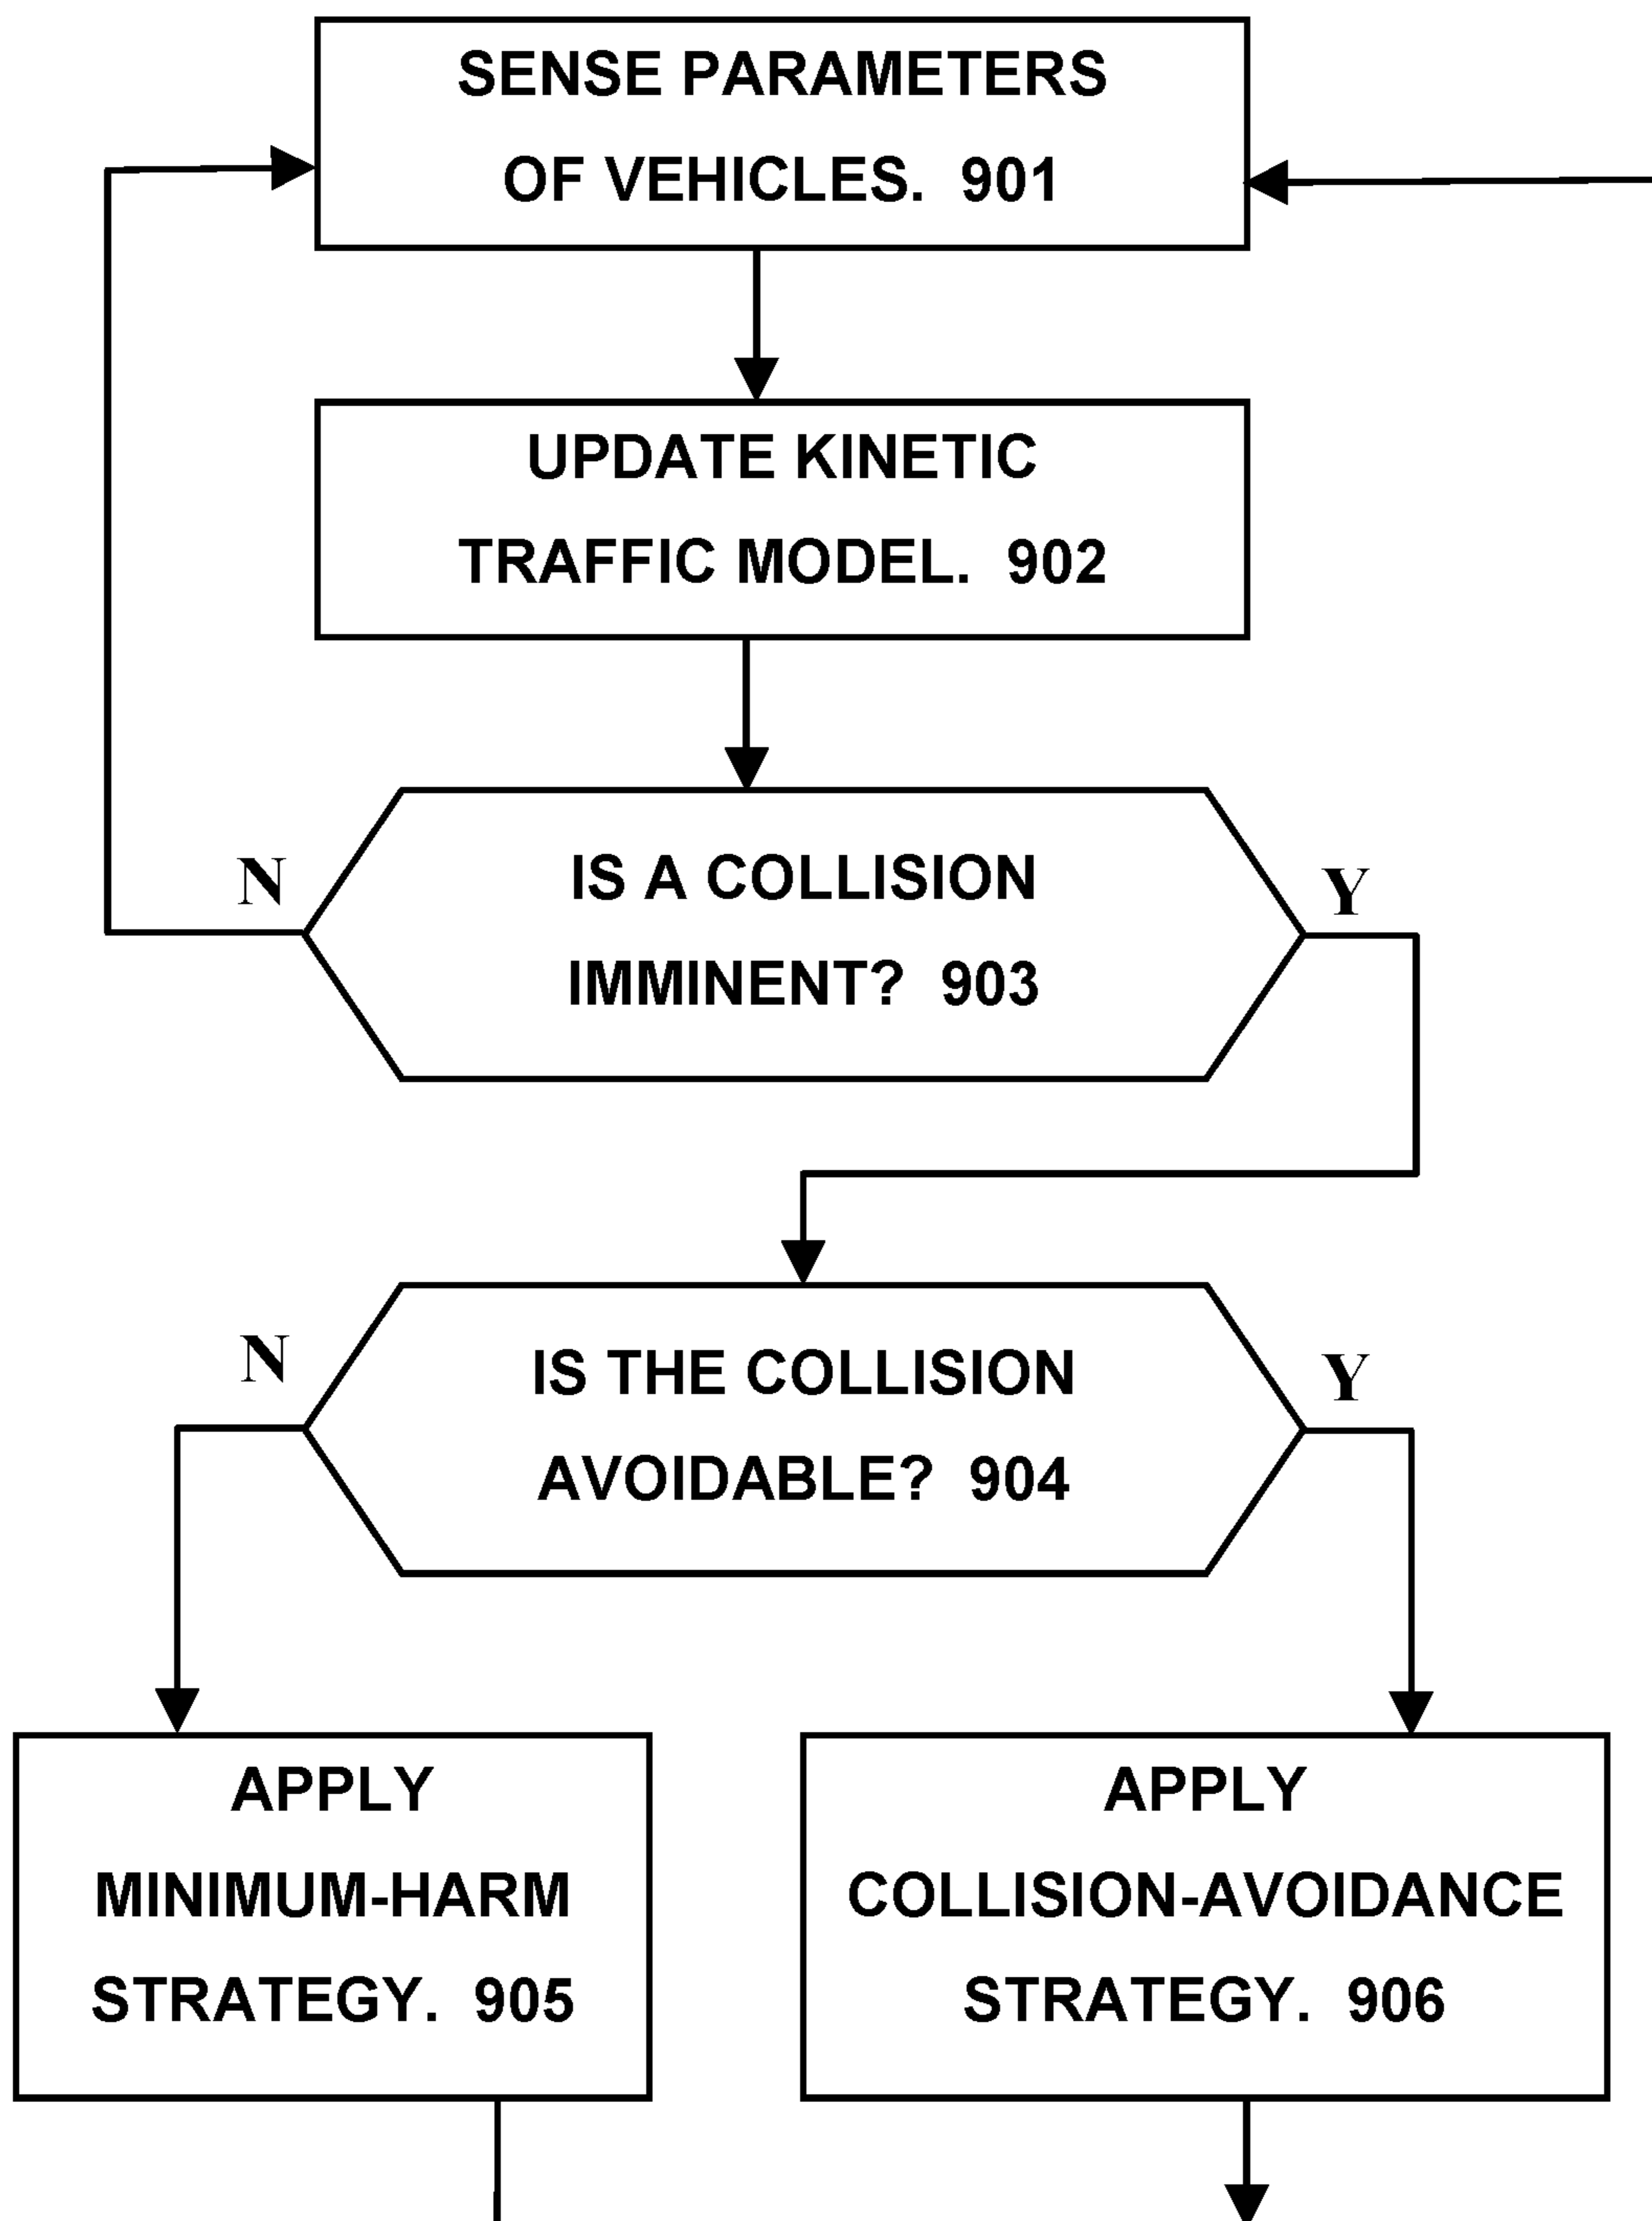 SENSE PARAMETERS
OF VEHICLES. 901
UPDATE KINETIC
TRAFFIC MODEL. 902
N
IS A COLLISION
IMMINENT? 903
Y
N
IS THE COLLISION
AVOIDABLE? 904
Y
APPLY
MINIMUM-HARM
STRATEGY. 905
APPLY
COLLISION-AVOIDANCE
STRATEGY. 906